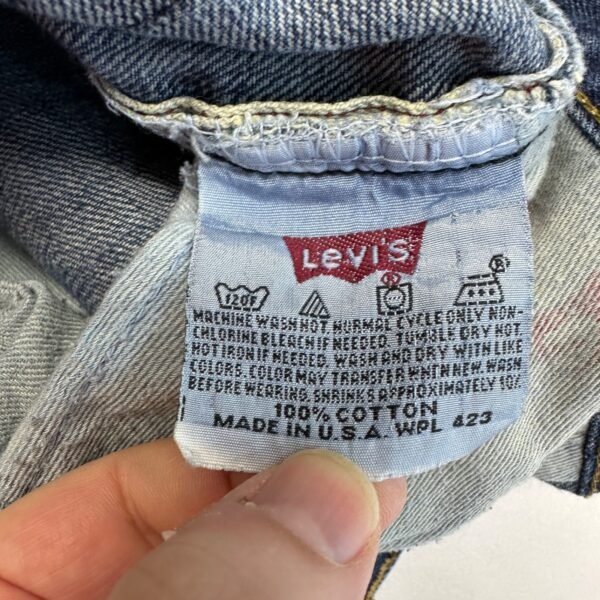 LEVI'S
®
120F
®
MACHINE WASH HOT NORMAL CYCLE ONLY NON-
CHLORINE BLEACH IF NEEDED. TUMBLE DRY HOT
HOT IRON IF NEEDED. WASH AND DRY WITH LIKE
COLORS. COLOR MAY TRANSFER WHEN NEW. WASH
BEFORE WEARING. SHRINKS APPROXIMATELY 10%
100% COTTON
MADE IN U.S.A. WPL 423